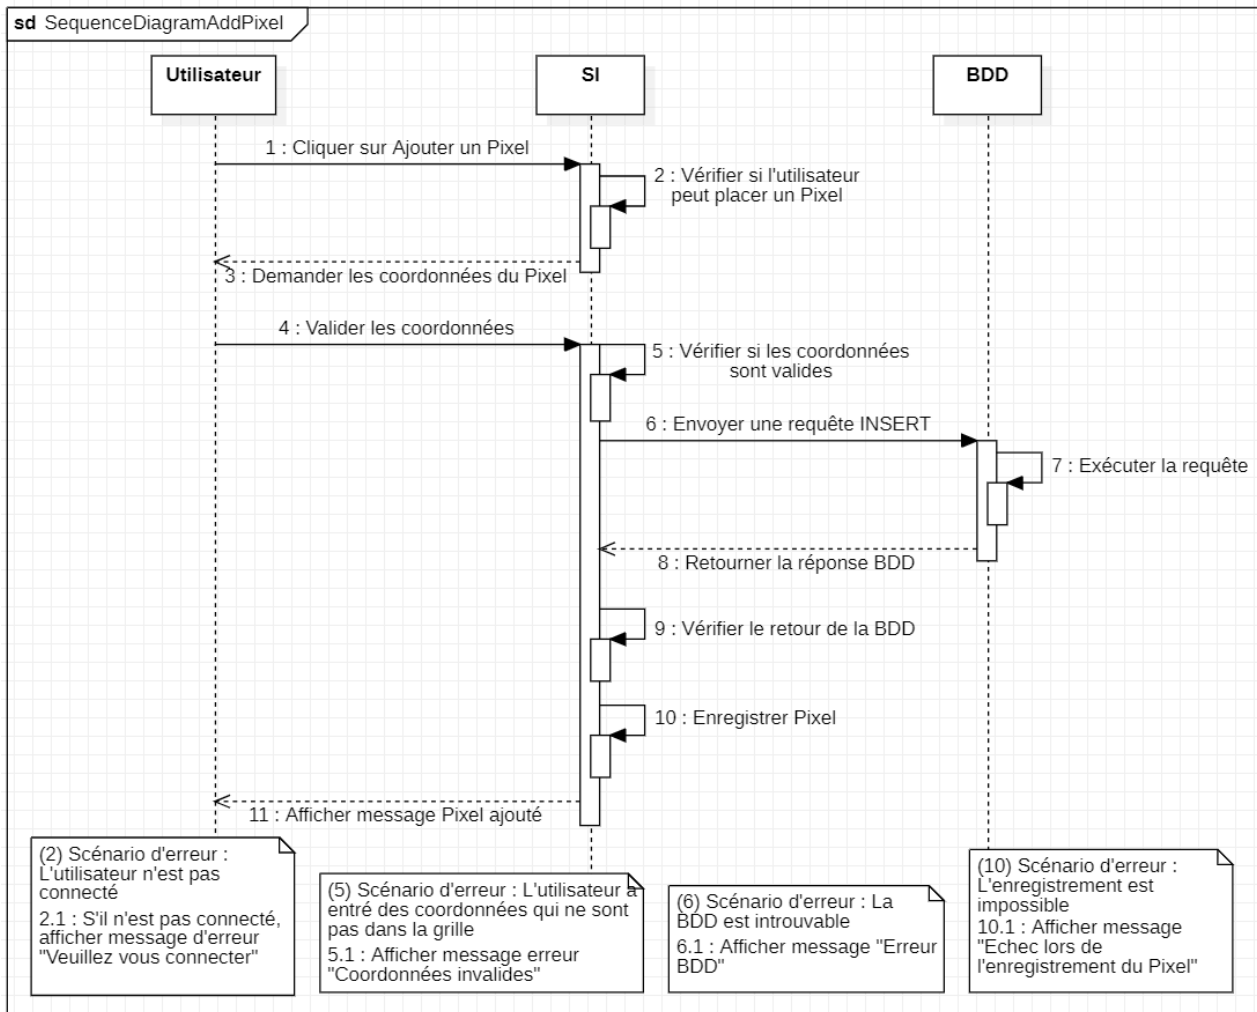 sd SequenceDiagramAddPixel
Utilisateur
SI
BDD
1 : Cliquer sur Ajouter un Pixel
2 : Vérifier si l'utilisateur
peut placer un Pixel
3 : Demander les coordonnées du Pixel
4 : Valider les coordonnées
5 : Vérifier si les coordonnées
sont valides
6 : Envoyer une requête INSERT
7 : Exécuter la requête
8 : Retourner la réponse BDD
9 : Vérifier le retour de la BDD
10 : Enregistrer Pixel
11 : Afficher message Pixel ajouté
(2) Scénario d'erreur :
L'utilisateur n'est pas
connecté
2.1 : S'il n'est pas connecté,
afficher message d'erreur
"Veuillez vous connecter"
(5) Scénario d'erreur : L'utilisateur a
entré des coordonnées qui ne sont
pas dans la grille
5.1 : Afficher message erreur
"Coordonnées invalides"
(6) Scénario d'erreur : La
BDD est introuvable
6.1 : Afficher message "Erreur
BDD"
(10) Scénario d'erreur :
L'enregistrement est
impossible
10.1 : Afficher message
"Echec lors de
l'enregistrement du Pixel"